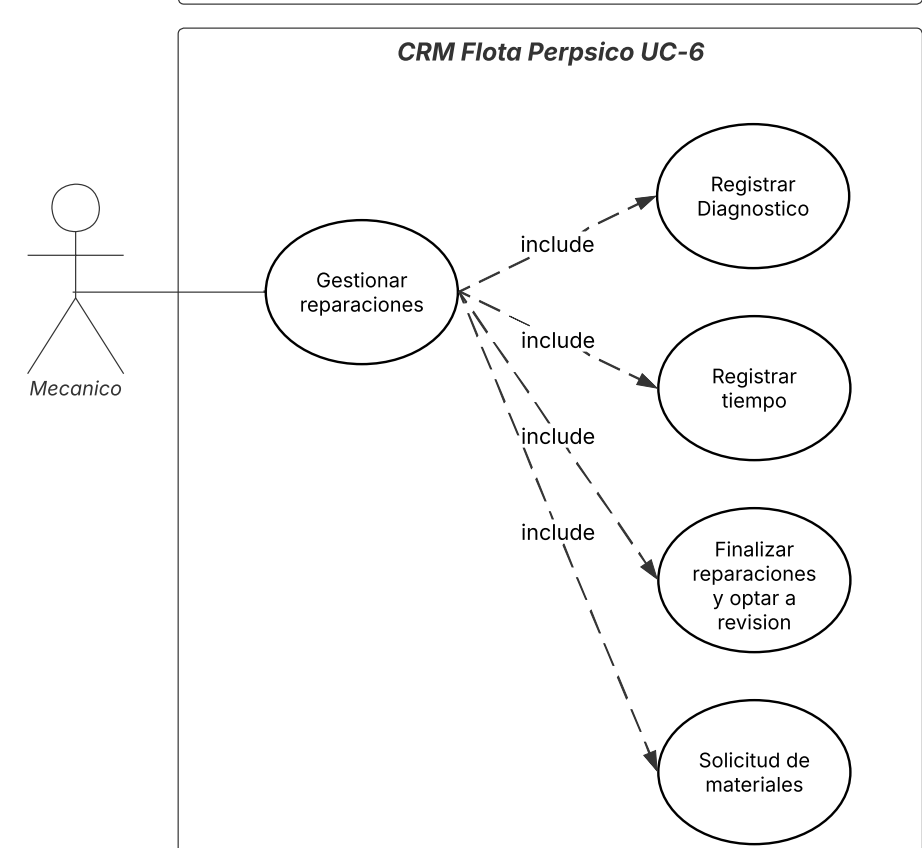 CRM Flota Perpsico UC-6
Registrar
Diagnostico
include
Gestionar
reparaciones
include
Registrar
tiempo
Mecanico
include
include
Finalizar
reparaciones
y optar a
revision
Solicitud de
materiales